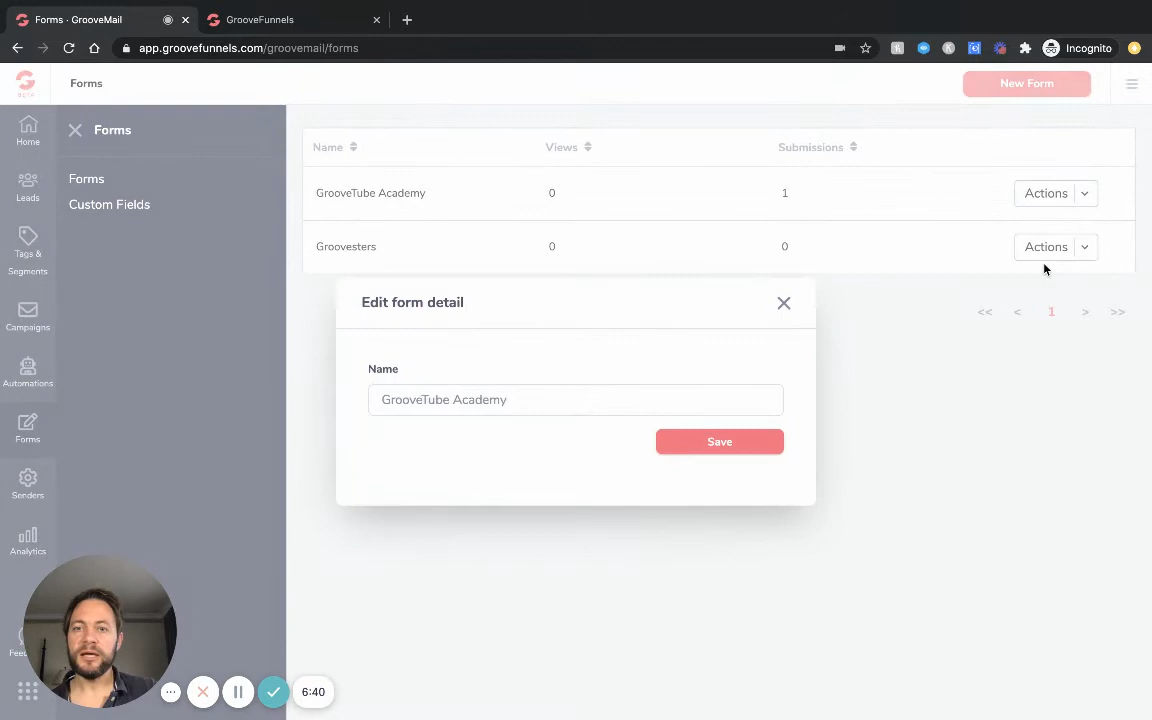 Forms · GrooveMail
GrooveFunnels
app.groovefunnels.com/groovemail/forms
Incognito
BETA
Forms
New Form
Home
Leads
Tags &
Segments
Campaigns
Automations
Forms
Senders
Analytics
Forms
Forms
Custom Fields
Name
Views
Submissions
GrooveTube Academy
0
1
Actions
Groovesters
0
0
Actions
<<
<
1
>
>>
Edit form detail
Name
GrooveTube Academy
Save
6:40